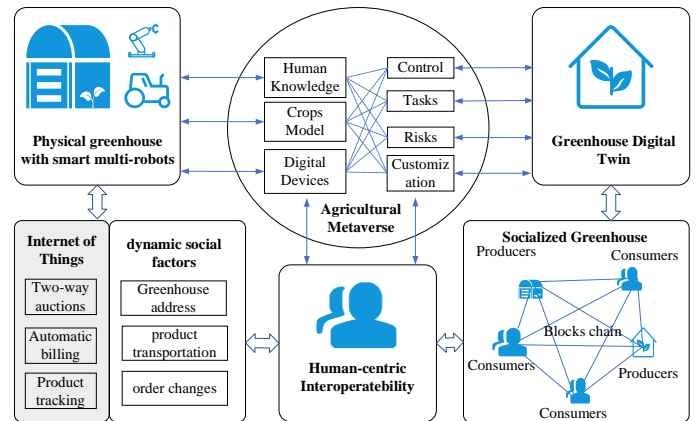 Physical greenhouse
with smart multi-robots
Human
Knowledge
Crops
Model
Digital
Devices
Control
Tasks
Risks
Customiz
ation
Agricultural
Metaverse
Greenhouse Digital
Twin
Internet of
Things
Two-way
auctions
Automatic
billing
Product
tracking
dynamic social
factors
Greenhouse
address
product
transportation
order changes
Human-centric
Interoperatebility
Socialized Greenhouse
Producers
Consumers
Blocks chain
Consumers
Producers
Consumers